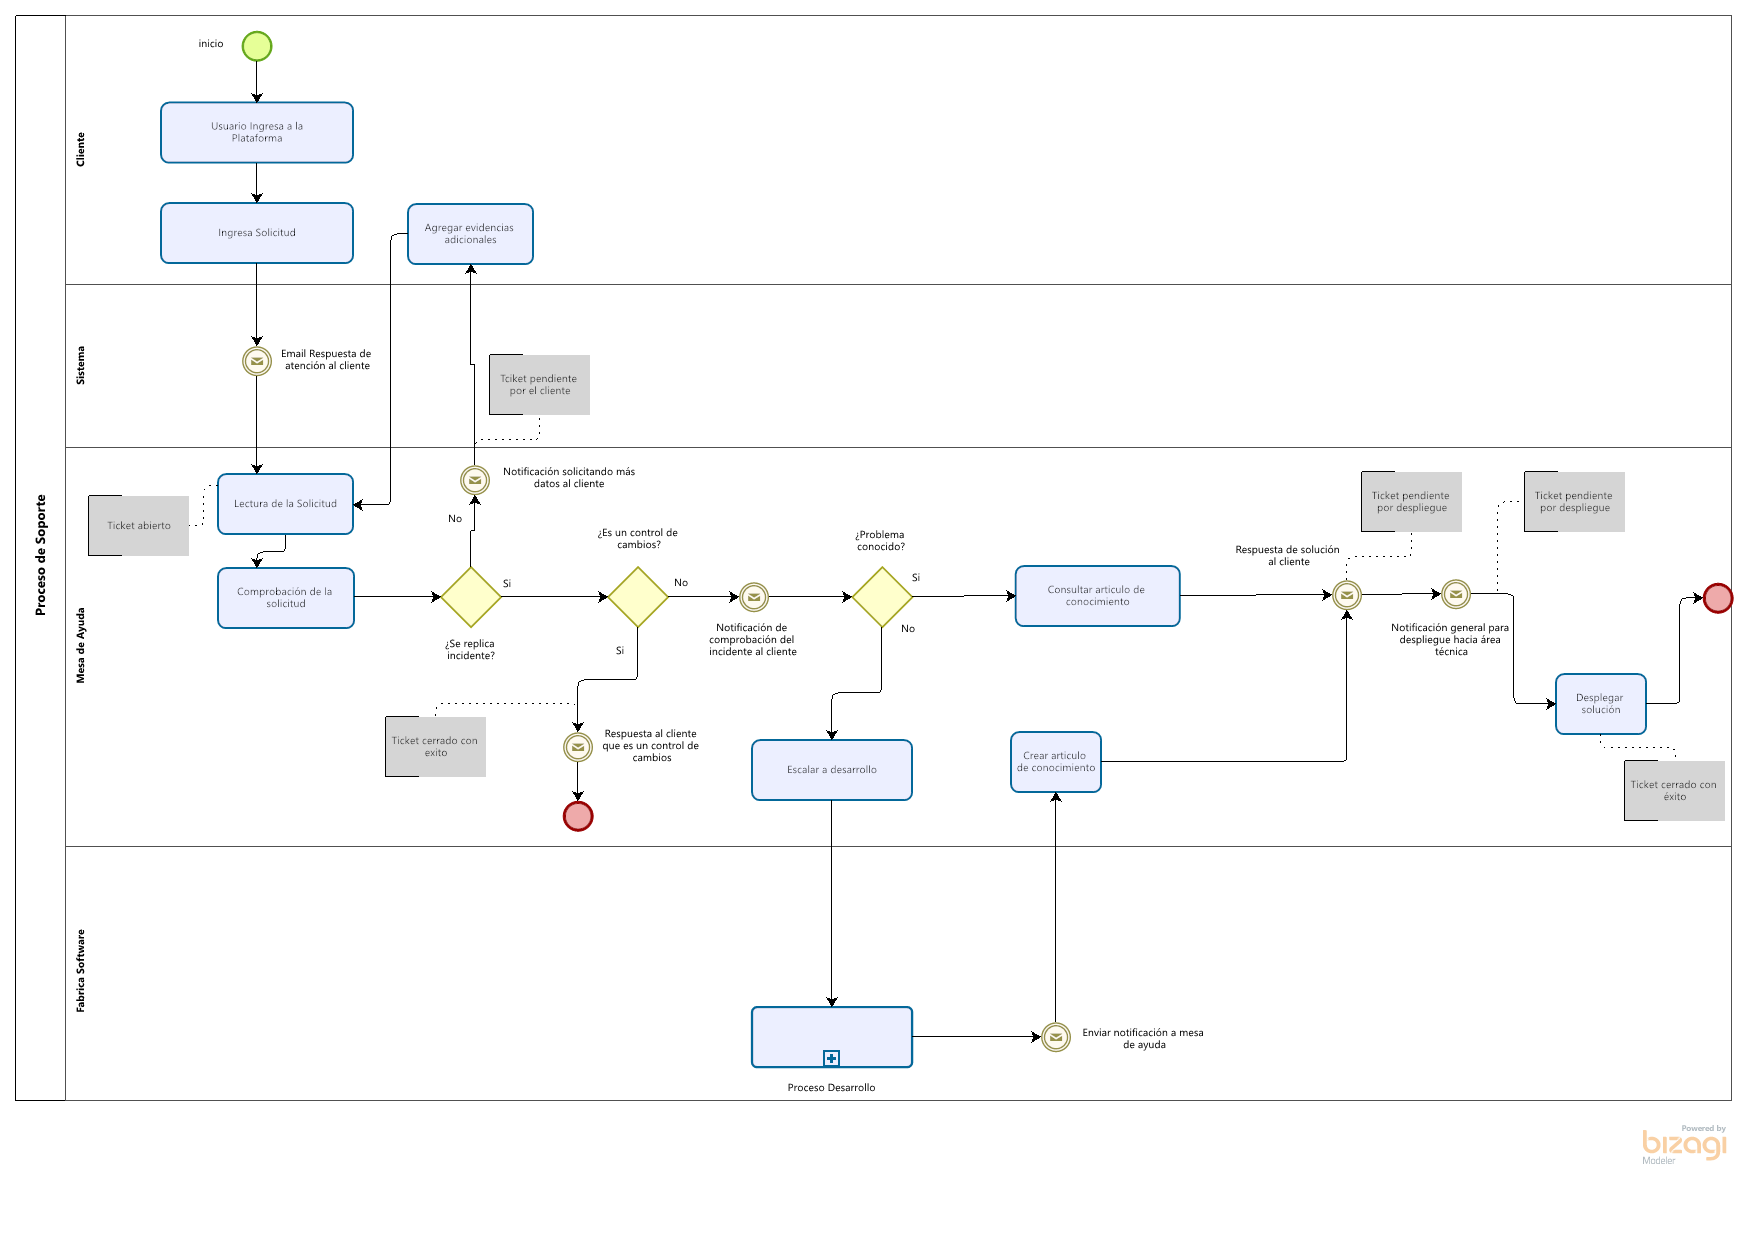 Proceso de Soporte
Cliente
inicio
Usuario Ingresa a la
Plataforma
Ingresa Solicitud
Agregar evidencias
adicionales
Sistema
Email Respuesta de
atención al cliente
Tciket pendiente
por el cliente
Mesa de Ayuda
Ticket abierto
Lectura de la Solicitud
Comprobación de la
solicitud
Notificación solicitando más
datos al cliente
No
Si
¿Se replica
incidente?
¿Es un control de
cambios?
No
Si
Notificación de
comprobación del
incidente al cliente
Ticket cerrado con
exito
Respuesta al cliente
que es un control de
cambios
¿Problema
conocido?
Si
No
Escalar a desarrollo
Consultar articulo de
conocimiento
Crear articulo
de conocimiento
Respuesta de solución
al cliente
Ticket pendiente
por despliegue
Ticket pendiente
por despliegue
Notificación general para
despliegue hacia área
técnica
Desplegar
solución
Ticket cerrado con
éxito
Fabrica Software
Proceso Desarrollo
Enviar notificación a mesa
de ayuda
Powered by
bizagi
Modeler